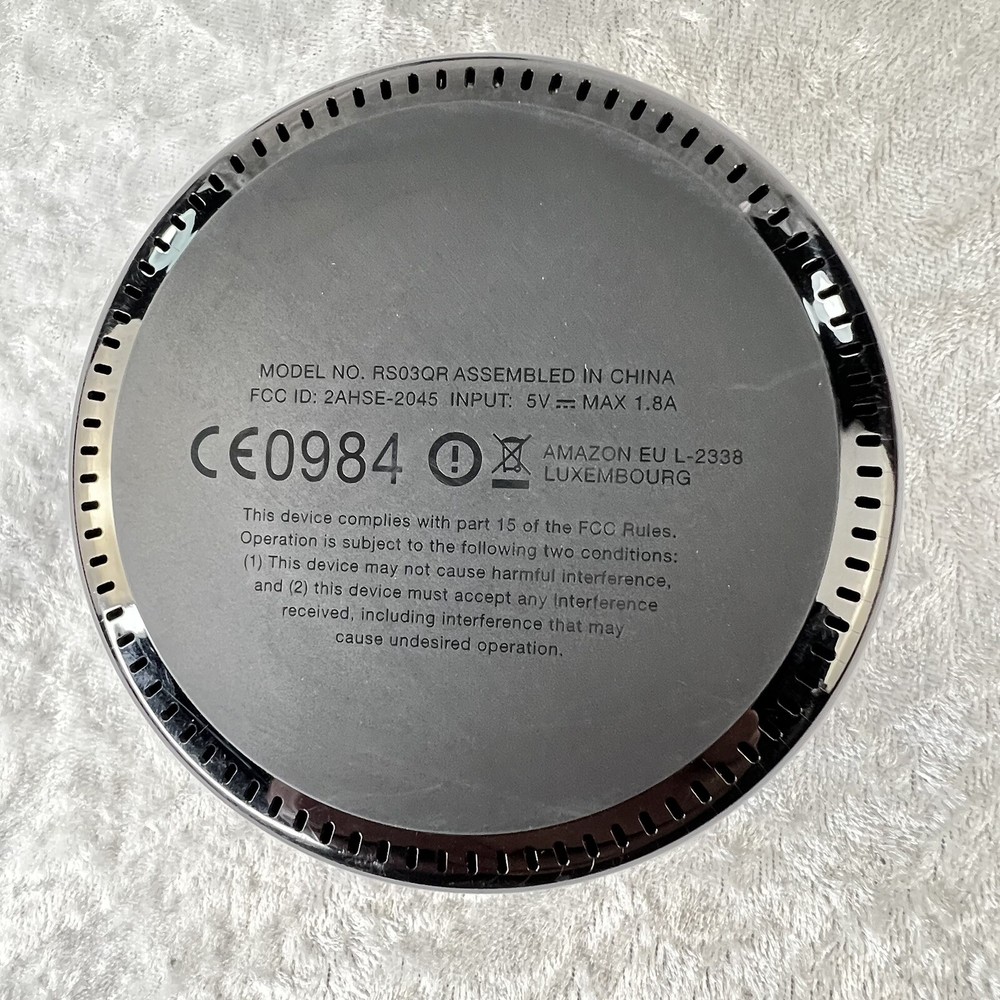 MODEL NO. RS03QR ASSEMBLED IN CHINA
FCC ID: 2AHSE-2045 INPUT: 5V ⎓ MAX 1.8A
CE0984 AMAZON EU L-2338
LUXEMBOURG
This device complies with part 15 of the FCC Rules.
Operation is subject to the following two conditions:
(1) This device may not cause harmful interference,
and (2) this device must accept any interference
received, including interference that may
cause undesired operation.